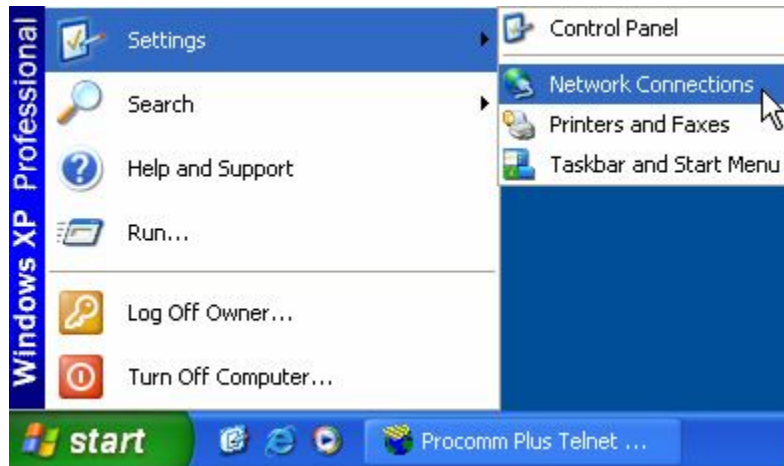 Windows XP Professional
Settings
Search
Help and Support
Run...
Log Off Owner...
Turn Off Computer...
Control Panel
Network Connections
Printers and Faxes
Taskbar and Start Menu
start
Procomm Plus Telnet ...